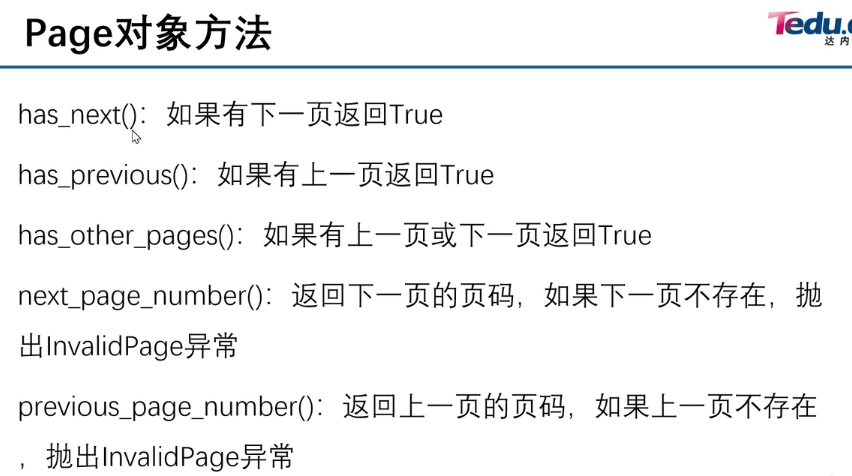 Page对象方法
Tedu.c
达内
has_next()：如果有下一页返回True
has_previous()：如果有上一页返回True
has_other_pages()：如果有上一页或下一页返回True
next_page_number()：返回下一页的页码，如果下一页不存在，抛
出InvalidPage异常
previous_page_number()：返回上一页的页码，如果上一页不存在
，抛出InvalidPage异常